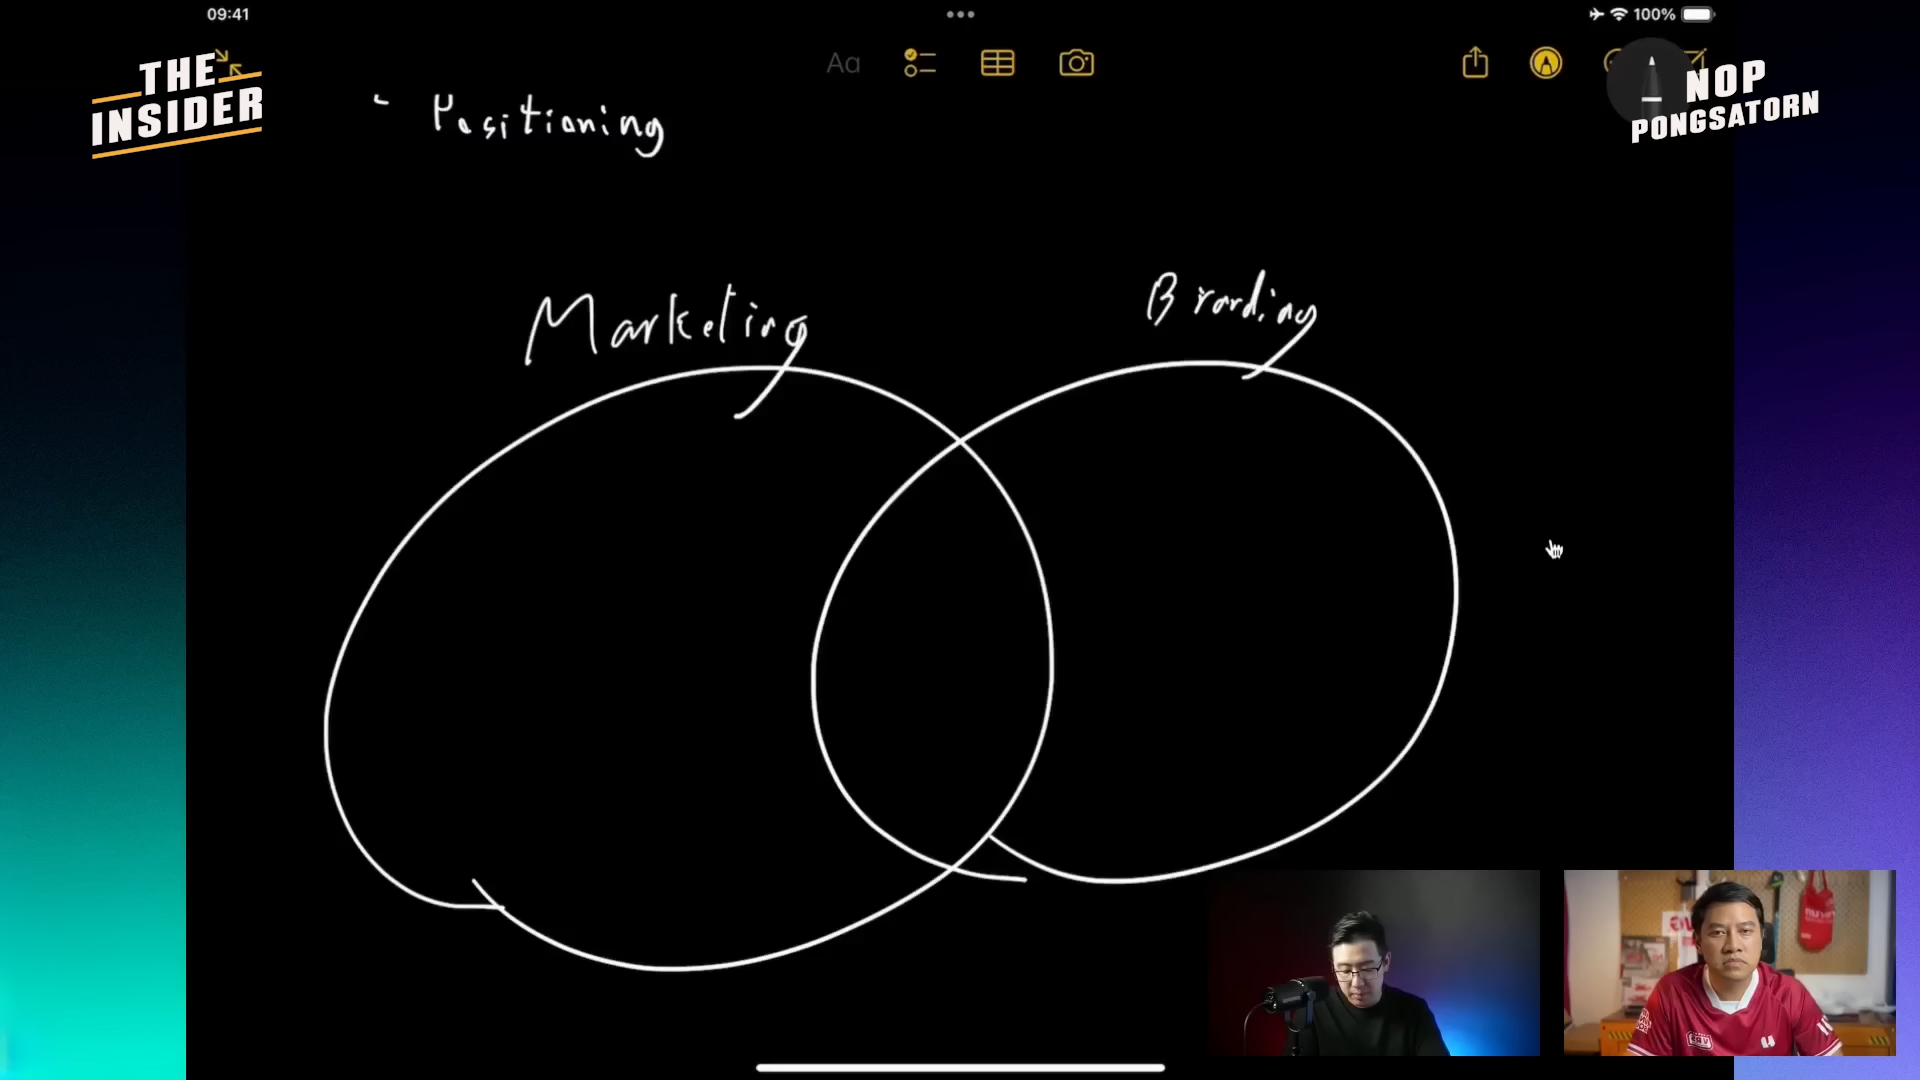 09:41
100%
THE
INSIDER
Aa
NOP
PONGSATORN
- Positioning
Marketing
Branding